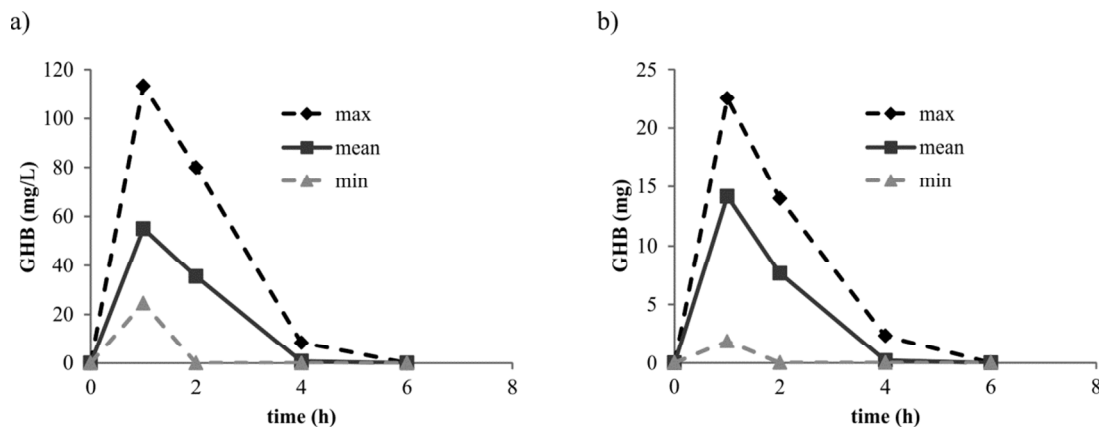 a)
120
100
80
60
40
20
0
GHB (mg/L)
max
mean
min
0 2 4 6 8
time (h)
b)
25
20
15
10
5
0
GHB (mg)
max
mean
min
0 2 4 6 8
time (h)